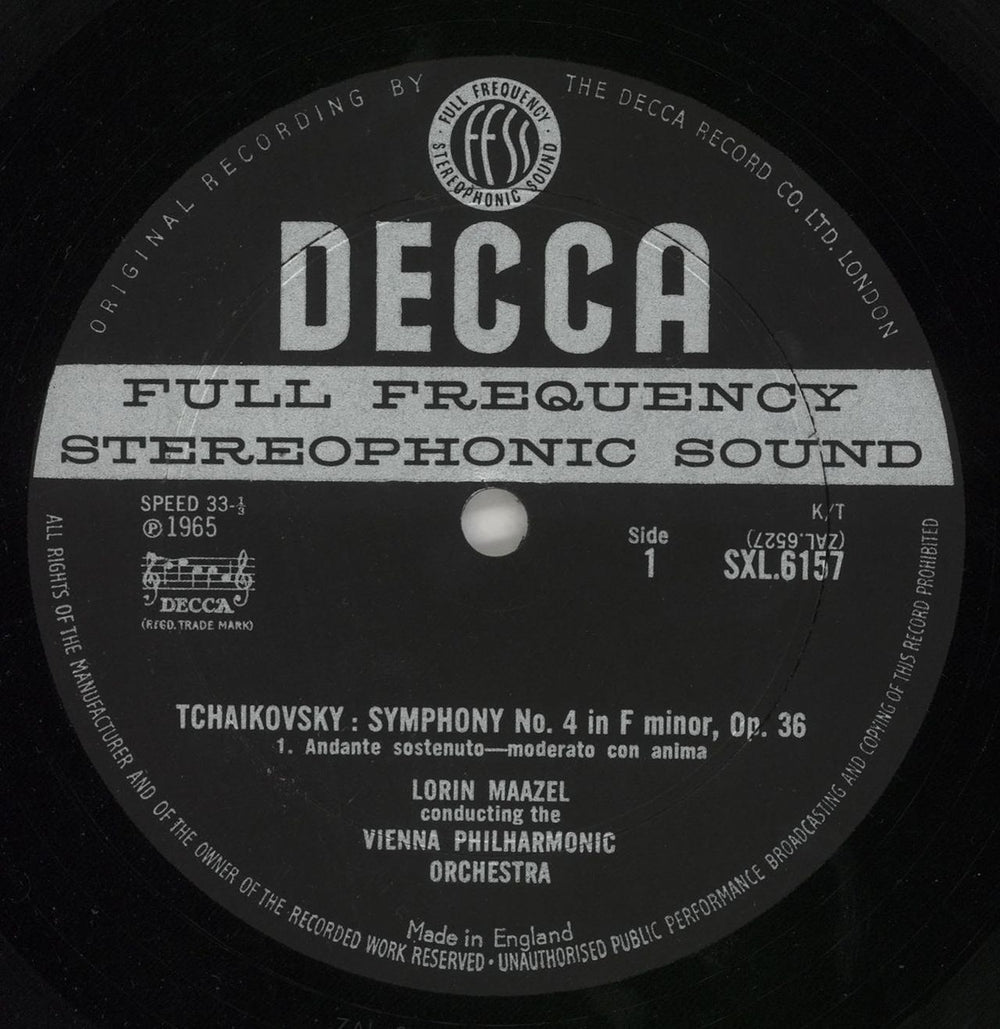 ORIGINAL RECORDING BY THE DECCA RECORD CO. LTD. LONDON
FULL FREQUENCY
ffss
STEREOPHONIC SOUND
DECCA
FULL FREQUENCY
STEREOPHONIC SOUND
SPEED 33-⅓
℗ 1965
DECCA
(REGD. TRADE MARK)
K/T
(ZAL.6527)
Side
1
SXL.6157
TCHAIKOVSKY : SYMPHONY No. 4 in F minor, Op. 36
1. Andante sostenuto—moderato con anima
LORIN MAAZEL
conducting the
VIENNA PHILHARMONIC
ORCHESTRA
Made in England
ALL RIGHTS OF THE MANUFACTURER AND OF THE OWNER OF THE RECORDED WORK RESERVED • UNAUTHORISED PUBLIC PERFORMANCE BROADCASTING AND COPYING OF THIS RECORD PROHIBITED